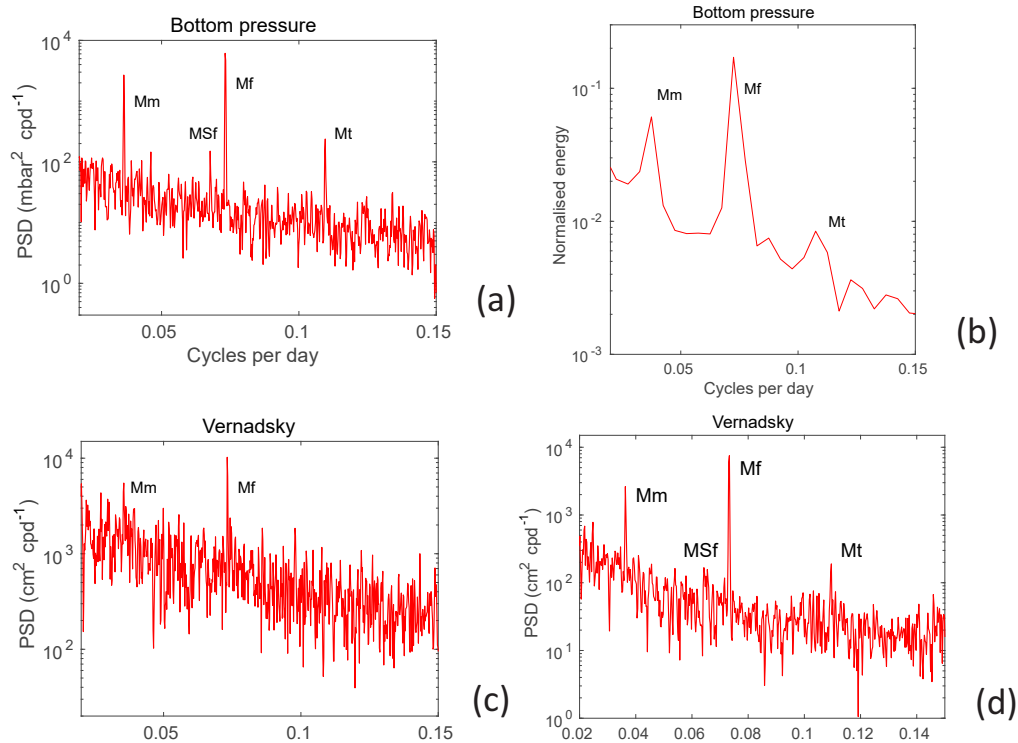 Bottom pressure
10^4
10^2
10^0
PSD (mbar^2 cpd^-1)
Mm
MSf
Mf
Mt
0.05
0.1
0.15
Cycles per day
(a)
Bottom pressure
10^-1
10^-2
10^-3
Normalised energy
Mm
Mf
Mt
0.05
0.1
0.15
Cycles per day
(b)
Vernadsky
10^4
10^3
10^2
PSD (cm^2 cpd^-1)
Mm
Mf
0.05
0.1
0.15
(c)
Vernadsky
10^4
10^3
10^2
10^1
10^0
PSD (cm^2 cpd^-1)
Mm
MSf
Mf
Mt
0.02
0.04
0.06
0.08
0.1
0.12
0.14
(d)